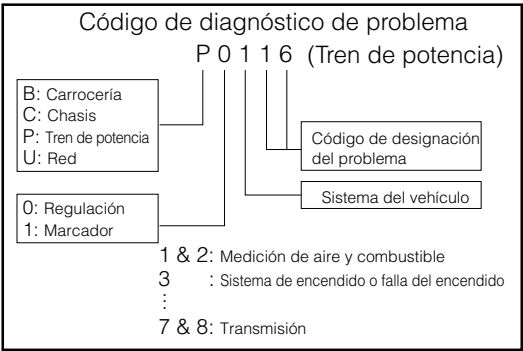 Código de diagnóstico de problema
P 0 1 1 6 (Tren de potencia)
B: Carrocería
C: Chasis
P: Tren de potencia
U: Red
Código de designación
del problema
Sistema del vehículo
0: Regulación
1: Marcador
1 & 2: Medición de aire y combustible
3 : Sistema de encendido o falla del encendido
⋮
7 & 8: Transmisión